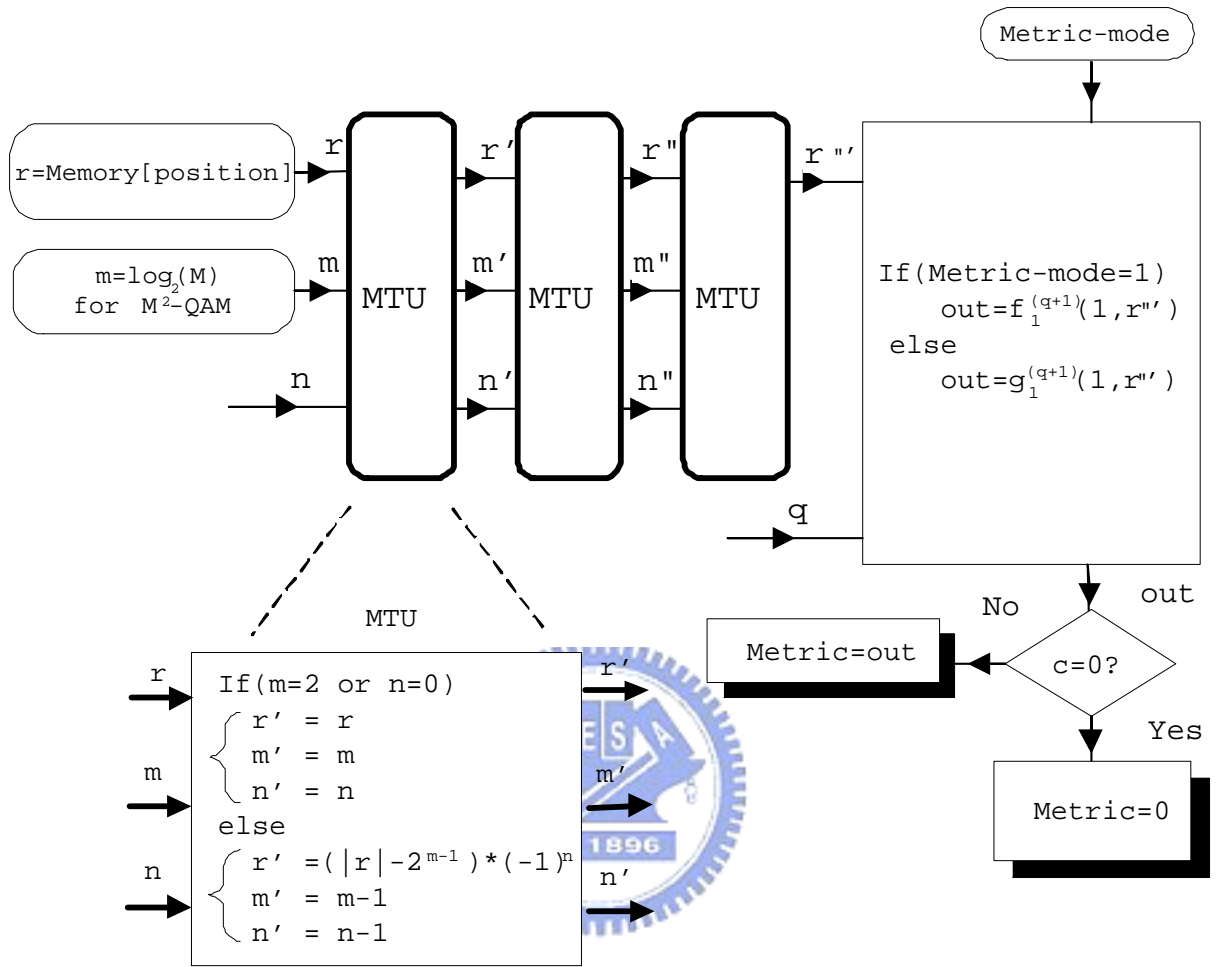 Metric-mode
r=Memory[position]
r
r'
r"
r"'
m=log₂(M)
for M²-QAM
m
m'
m"
MTU
MTU
MTU
n
n'
n"
If(Metric-mode=1)
out=f₁⁽q+1⁾(1,r"')
else
out=g₁⁽q+1⁾(1,r"')
q
out
No
c=0?
Metric=out
Yes
Metric=0
MTU
r
m
n
If(m=2 or n=0)
r' = r
m' = m
n' = n
else
r' =(|r|-2ᵐ⁻¹)*(-1)ⁿ
m' = m-1
n' = n-1
r'
m'
n'
E S A
1896